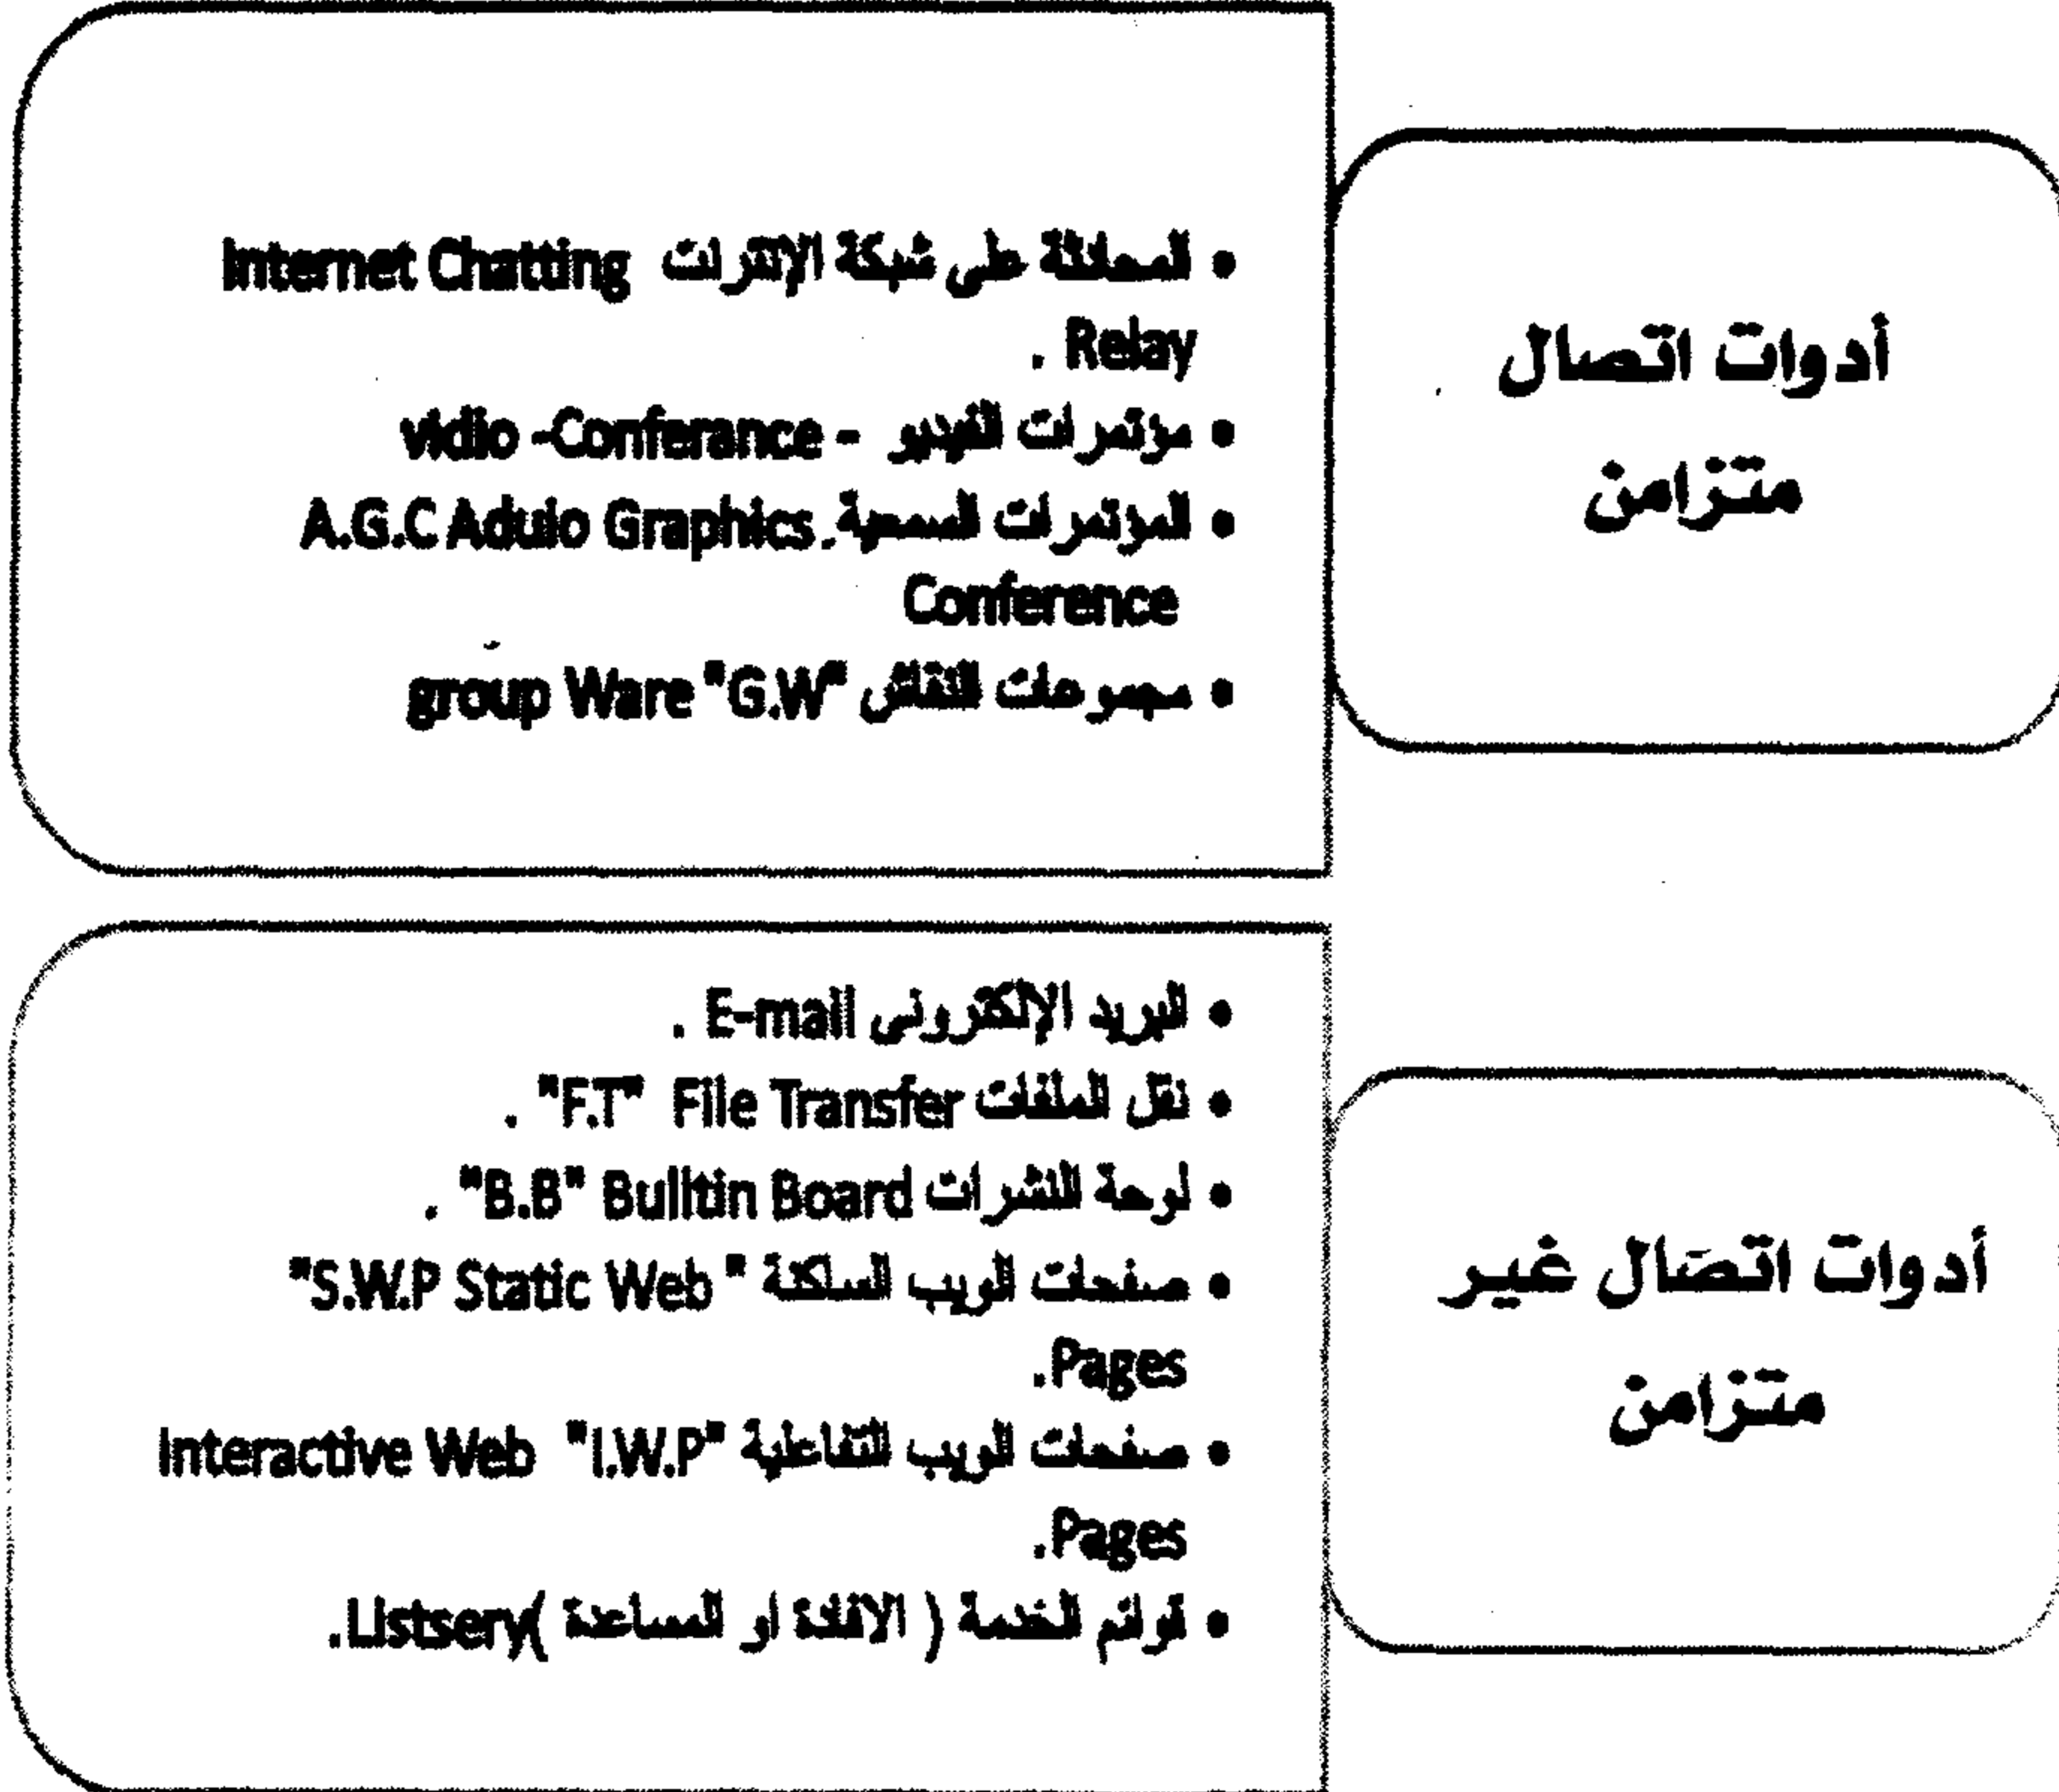 أدوات اتصال
متزامن
• المحادثة على شبكة الإنترنت Internet Chatting
Relay .
• مؤتمرات الفيديو - vidio -Conferance
• المؤتمرات السمعية. A.G.C Aduio Graphics
Conference
• مجموعات النقاش "group Ware "G.W
أدوات اتصال غير
متزامن
• البريد الإلكترونى E-mail .
• نقل الملفات File Transfer "F.T" .
• لوحة النشرات Bulltin Board "B.B" .
• صفحات الويب الساكنة " S.W.P Static Web"
Pages.
• صفحات الويب التفاعلية "I.W.P" Interactive Web
Pages.
• قوائم الخدمة ( الافادة او المساعدة )Listserv.